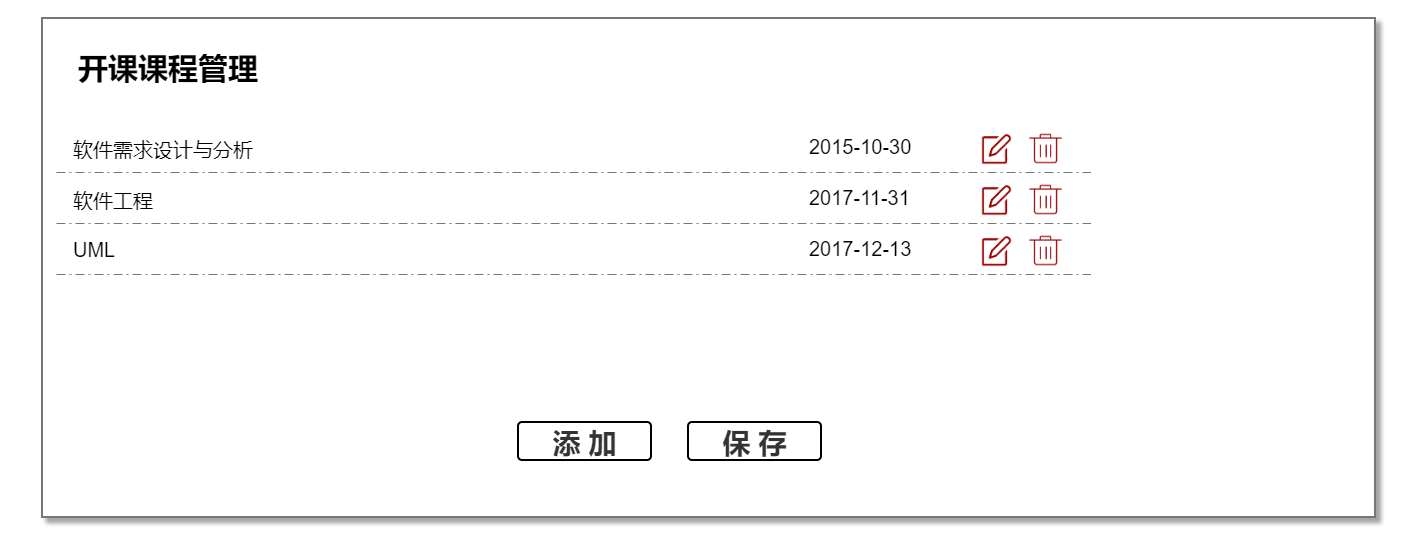 开课课程管理
软件需求设计与分析 2015-10-30
软件工程 2017-11-31
UML 2017-12-13
添 加 保 存